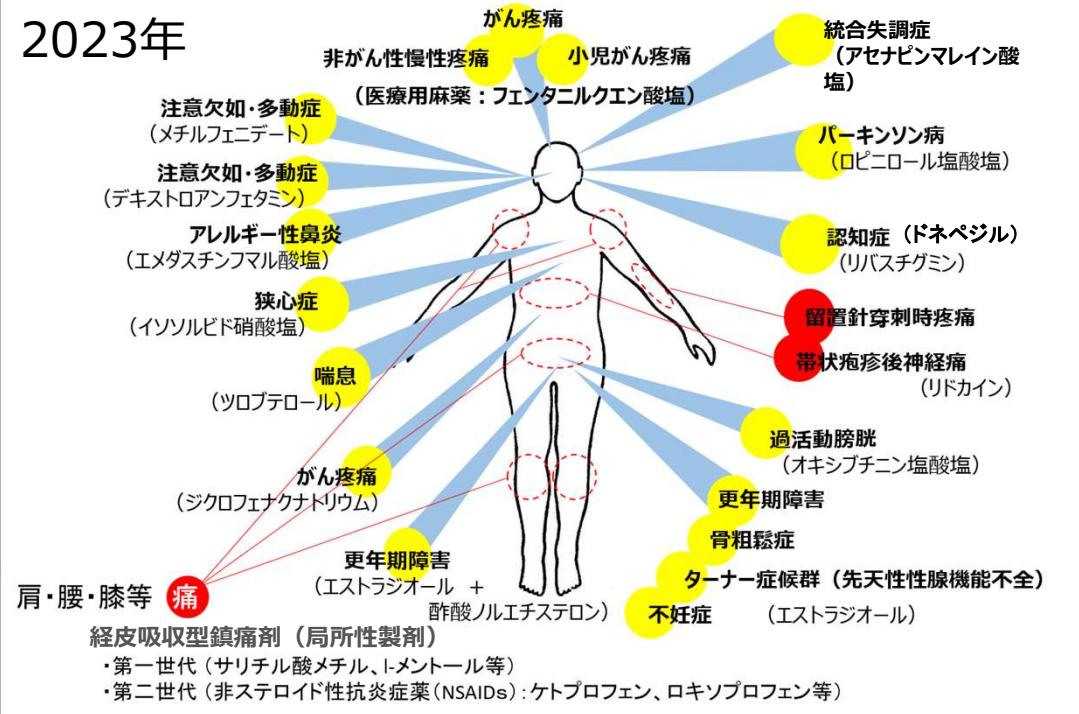 2023年
がん疼痛
非がん性慢性疼痛
小児がん疼痛
（医療用麻薬：フェンタニルクエン酸塩）
統合失調症
（アセナピンマレイン酸
塩）
注意欠如・多動症
（メチルフェニデート）
パーキンソン病
（ロピニロール塩酸塩）
注意欠如・多動症
（デキストロアンフェタミン）
アレルギー性鼻炎
（エメダスチンフマル酸塩）
認知症（ドネペジル）
（リバスチグミン）
狭心症
（イソソルビド硝酸塩）
留置針穿刺時疼痛
帯状疱疹後神経痛
（リドカイン）
喘息
（ツロブテロール）
過活動膀胱
（オキシブチニン塩酸塩）
がん疼痛
（ジクロフェナクナトリウム）
更年期障害
骨粗鬆症
ターナー症候群（先天性性腺機能不全）
不妊症　（エストラジオール）
更年期障害
（エストラジオール　+
酢酸ノルエチステロン）
肩・腰・膝等 痛
経皮吸収型鎮痛剤（局所性製剤）
・第一世代（サリチル酸メチル、l-メントール等）
・第二世代（非ステロイド性抗炎症薬（NSAIDs）：ケトプロフェン、ロキソプロフェン等）